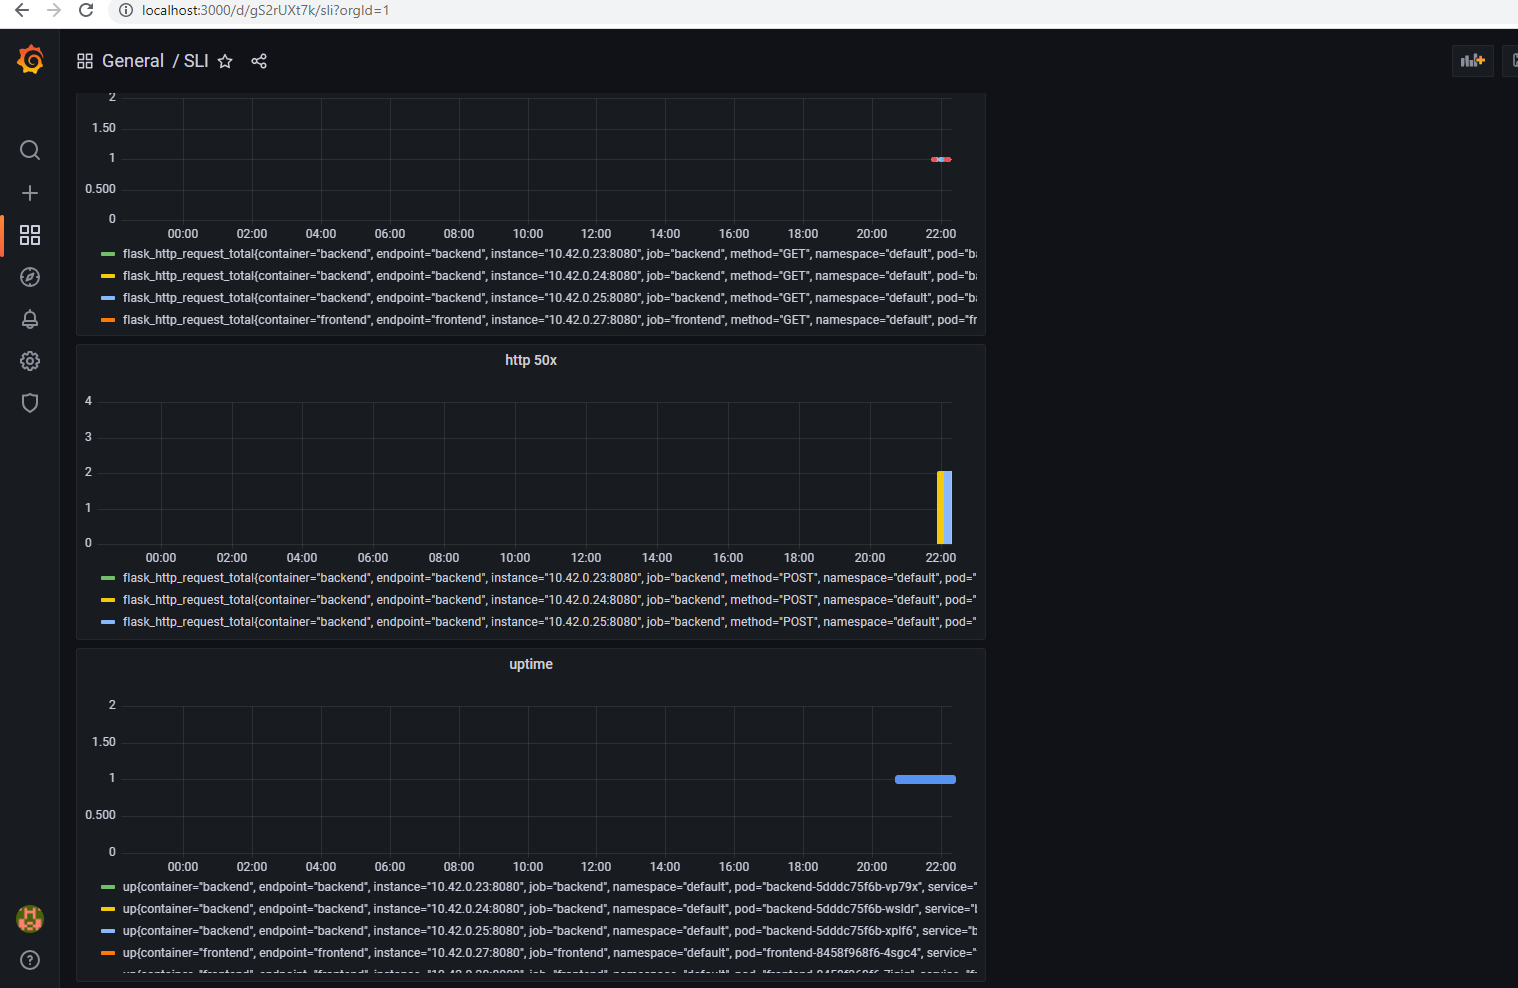 localhost:3000/d/gS2rUXt7k/sli?orgId=1
General / SLI
2
1.50
1
0.500
0
00:00 02:00 04:00 06:00 08:00 10:00 12:00 14:00 16:00 18:00 20:00 22:00
flask_http_request_total{container="backend", endpoint="backend", instance="10.42.0.23:8080", job="backend", method="GET", namespace="default", pod="ba
flask_http_request_total{container="backend", endpoint="backend", instance="10.42.0.24:8080", job="backend", method="GET", namespace="default", pod="ba
flask_http_request_total{container="backend", endpoint="backend", instance="10.42.0.25:8080", job="backend", method="GET", namespace="default", pod="ba
flask_http_request_total{container="frontend", endpoint="frontend", instance="10.42.0.27:8080", job="frontend", method="GET", namespace="default", pod="fr
http 50x
4
3
2
1
0
00:00 02:00 04:00 06:00 08:00 10:00 12:00 14:00 16:00 18:00 20:00 22:00
flask_http_request_total{container="backend", endpoint="backend", instance="10.42.0.23:8080", job="backend", method="POST", namespace="default", pod="
flask_http_request_total{container="backend", endpoint="backend", instance="10.42.0.24:8080", job="backend", method="POST", namespace="default", pod="
flask_http_request_total{container="backend", endpoint="backend", instance="10.42.0.25:8080", job="backend", method="POST", namespace="default", pod="
uptime
2
1.50
1
0.500
0
00:00 02:00 04:00 06:00 08:00 10:00 12:00 14:00 16:00 18:00 20:00 22:00
up{container="backend", endpoint="backend", instance="10.42.0.23:8080", job="backend", namespace="default", pod="backend-5dddc75f6b-vp79x", service="
up{container="backend", endpoint="backend", instance="10.42.0.24:8080", job="backend", namespace="default", pod="backend-5dddc75f6b-wsldr", service="b
up{container="backend", endpoint="backend", instance="10.42.0.25:8080", job="backend", namespace="default", pod="backend-5dddc75f6b-xplf6", service="b
up{container="frontend", endpoint="frontend", instance="10.42.0.27:8080", job="frontend", namespace="default", pod="frontend-8458f968f6-4sgc4", service="